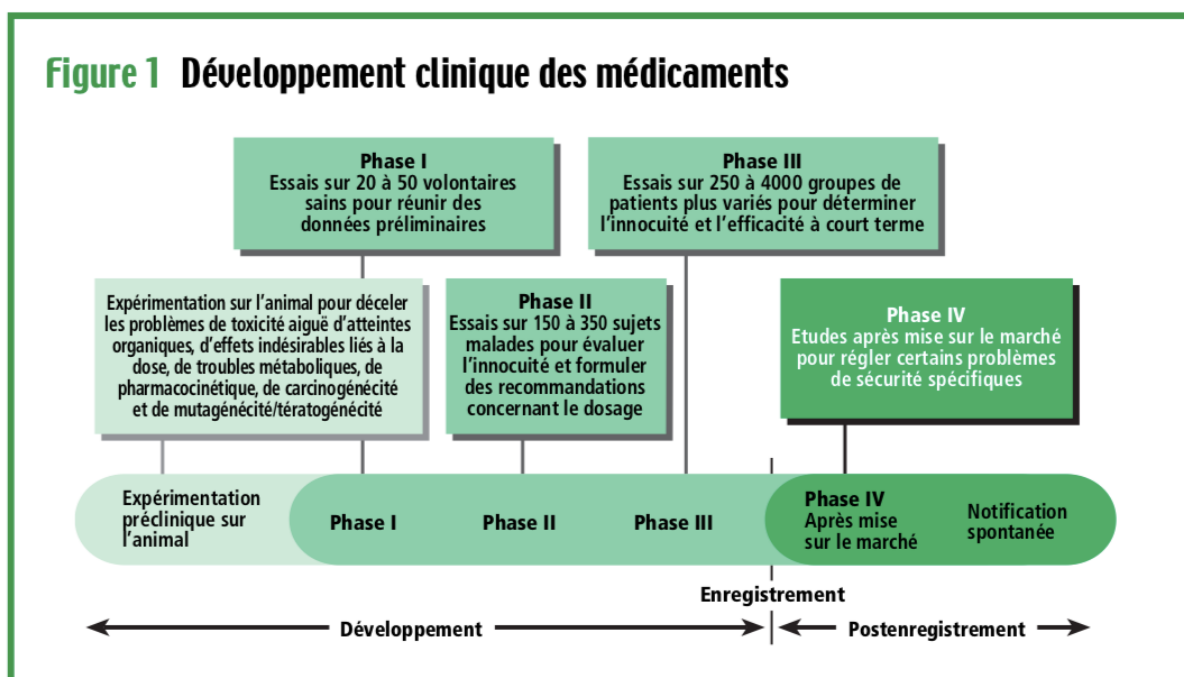 Figure 1 Développement clinique des médicaments
Phase I
Essais sur 20 à 50 volontaires
sains pour réunir des
données préliminaires
Phase III
Essais sur 250 à 4000 groupes de
patients plus variés pour déterminer
l’innocuité et l’efficacité à court terme
Expérimentation sur l’animal pour déceler
les problèmes de toxicité aiguë d’atteintes
organiques, d’effets indésirables liés à la
dose, de troubles métaboliques, de
pharmacocinétique, de carcinogénécité
et de mutagénécité/tératogénécité
Phase II
Essais sur 150 à 350 sujets
malades pour évaluer
l’innocuité et formuler
des recommandations
concernant le dosage
Phase IV
Etudes après mise sur le marché
pour régler certains problèmes
de sécurité spécifiques
Expérimentation
préclinique sur
l’animal
Phase I
Phase II
Phase III
Phase IV
Après mise
sur le marché
Notification
spontanée
Enregistrement
Développement
Postenregistrement